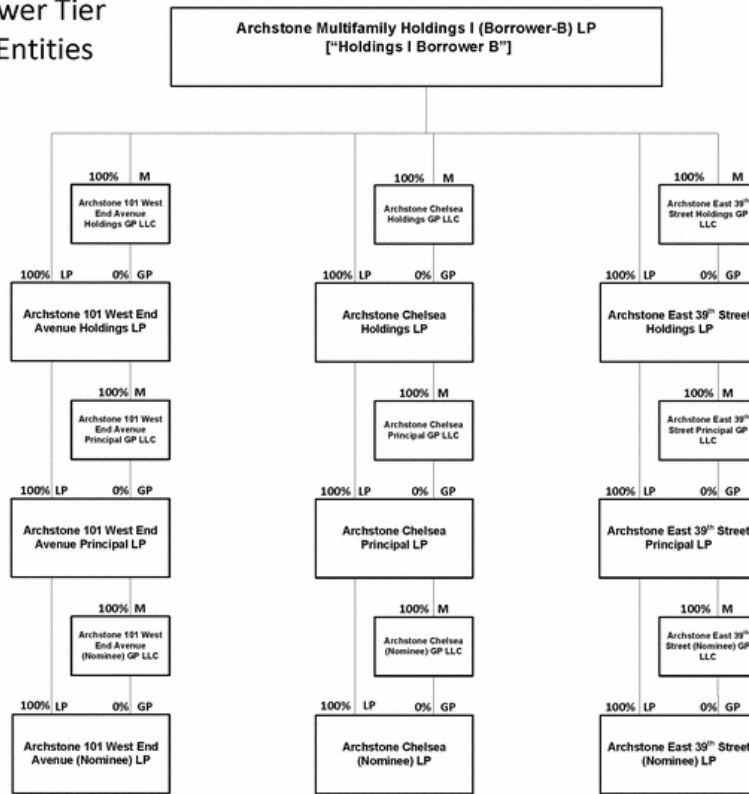 wer Tier
Entities
Archstone Multifamily Holdings I (Borrower-B) LP
["Holdings I Borrower B"]
100% M
Archstone 101 West
End Avenue
Holdings GP LLC
100% M
Archstone Chelsea
Holdings GP LLC
100% M
Archstone East 39th
Street Holdings GP
LLC
100% LP 0% GP
Archstone 101 West End
Avenue Holdings LP
100% LP 0% GP
Archstone Chelsea
Holdings LP
100% LP 0% GP
Archstone East 39th Street
Holdings LP
100% M
Archstone 101 West
End Avenue
Principal GP LLC
100% M
Archstone Chelsea
Principal GP LLC
100% M
Archstone East 39th
Street Principal GP
LLC
100% LP 0% GP
Archstone 101 West End
Avenue Principal LP
100% LP 0% GP
Archstone Chelsea
Principal LP
100% LP 0% GP
Archstone East 39th Street
Principal LP
100% M
Archstone 101 West
End Avenue
(Nominee) GP LLC
100% M
Archstone Chelsea
(Nominee) GP LLC
100% M
Archstone East 39th
Street (Nominee) GP
LLC
100% LP 0% GP
Archstone 101 West End
Avenue (Nominee) LP
100% LP 0% GP
Archstone Chelsea
(Nominee) LP
100% LP 0% GP
Archstone East 39th Street
(Nominee) LP